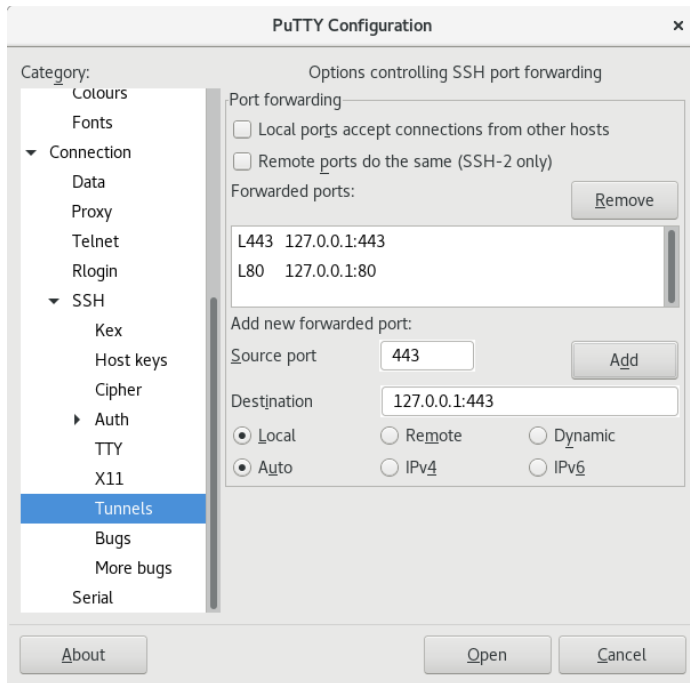 PuTTY Configuration ×
Category:
Colours
Fonts
Connection
Data
Proxy
Telnet
Rlogin
SSH
Kex
Host keys
Cipher
Auth
TTY
X11
Tunnels
Bugs
More bugs
Serial
Options controlling SSH port forwarding
Port forwarding
Local ports accept connections from other hosts
Remote ports do the same (SSH-2 only)
Forwarded ports:
Remove
L443 127.0.0.1:443
L80 127.0.0.1:80
Add new forwarded port:
Source port 443 Add
Destination 127.0.0.1:443
Local Remote Dynamic
Auto IPv4 IPv6
About Open Cancel